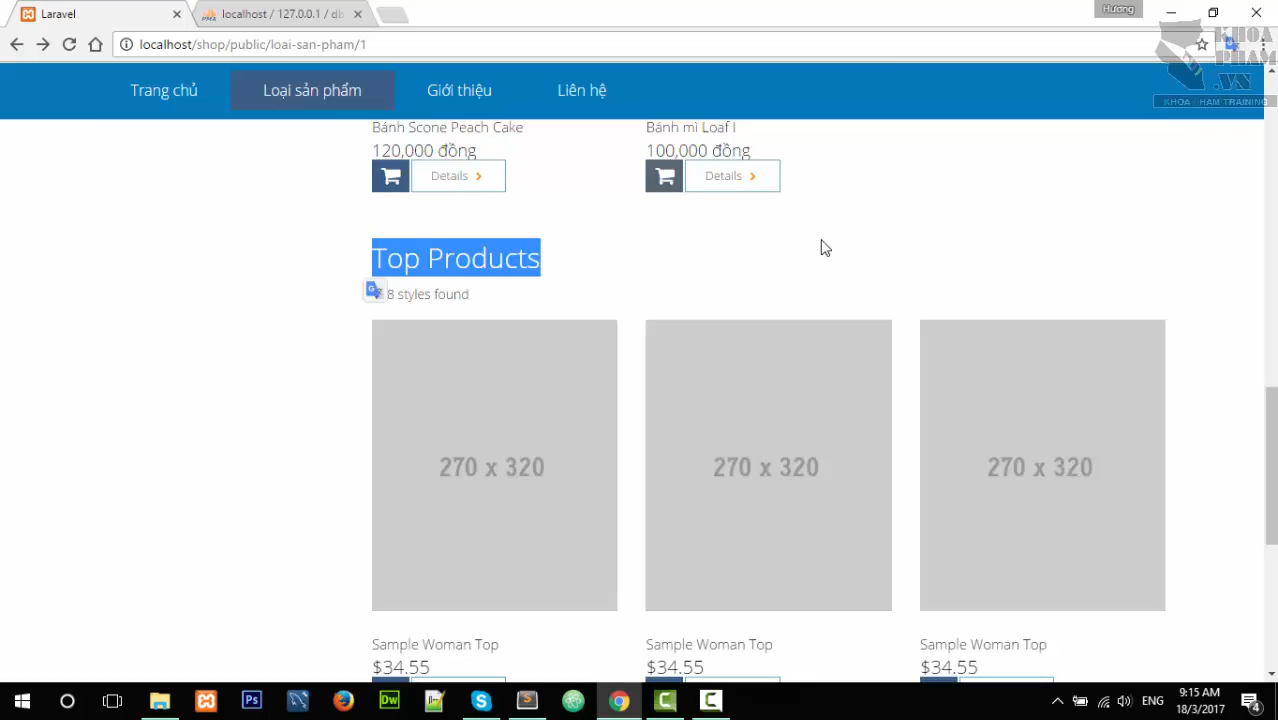 Laravel
localhost / 127.0.0.1 / db
Hương
localhost/shop/public/loai-san-pham/1
KHOA
PHAM
.VN
Trang chủ
Loại sản phẩm
Giới thiệu
Liên hệ
Bánh Scone Peach Cake
Bánh mì Loaf I
120,000 đồng
100,000 đồng
Details
Details
Top Products
8 styles found
270 x 320
270 x 320
270 x 320
Sample Woman Top
Sample Woman Top
Sample Woman Top
$34.55
$34.55
$34.55
ENG
9:15 AM
18/3/2017